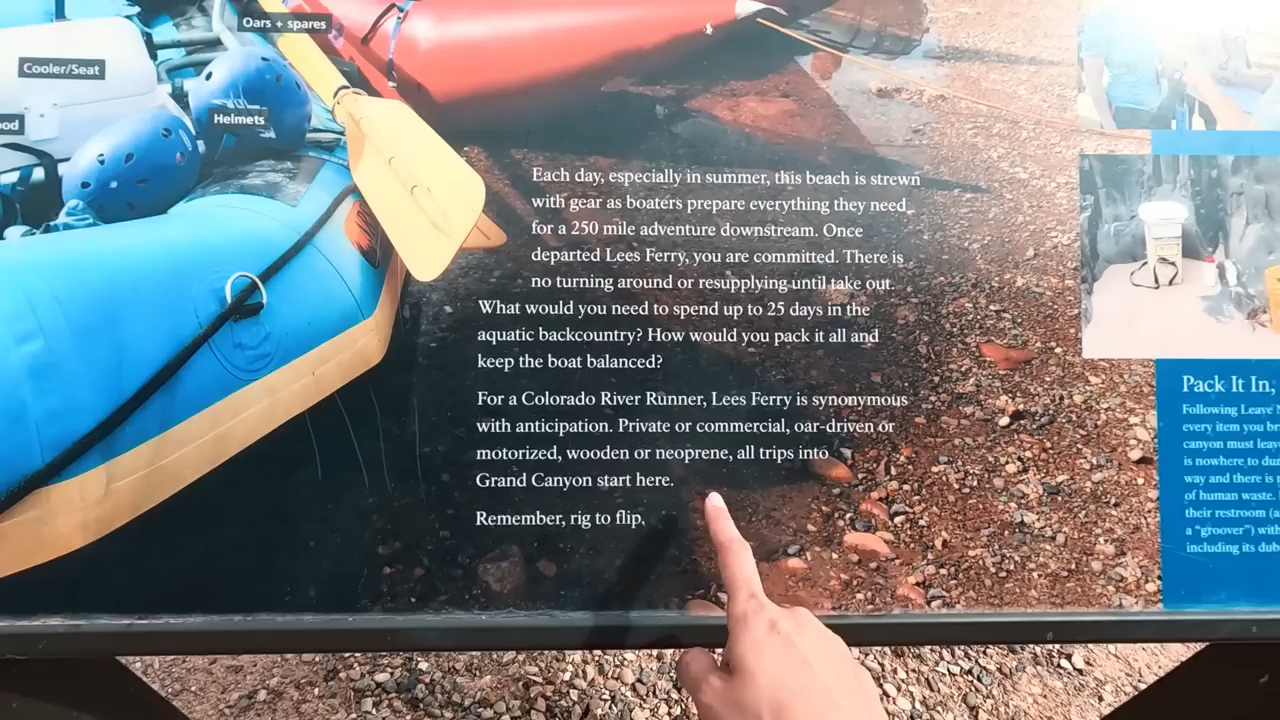 Oars + spares
Cooler/Seat
Helmets
Each day, especially in summer, this beach is strewn
with gear as boaters prepare everything they need
for a 250 mile adventure downstream. Once
departed Lees Ferry, you are committed. There is
no turning around or resupplying until take out.
What would you need to spend up to 25 days in the
aquatic backcountry? How would you pack it all and
keep the boat balanced?
For a Colorado River Runner, Lees Ferry is synonymous
with anticipation. Private or commercial, oar-driven or
motorized, wooden or neoprene, all trips into
Grand Canyon start here.
Remember, rig to flip,
Pack It In,
Following Leave
every item you
canyon must
is nowhere to
way and there is
of human waste.
their restroom
a “groover”)
including its